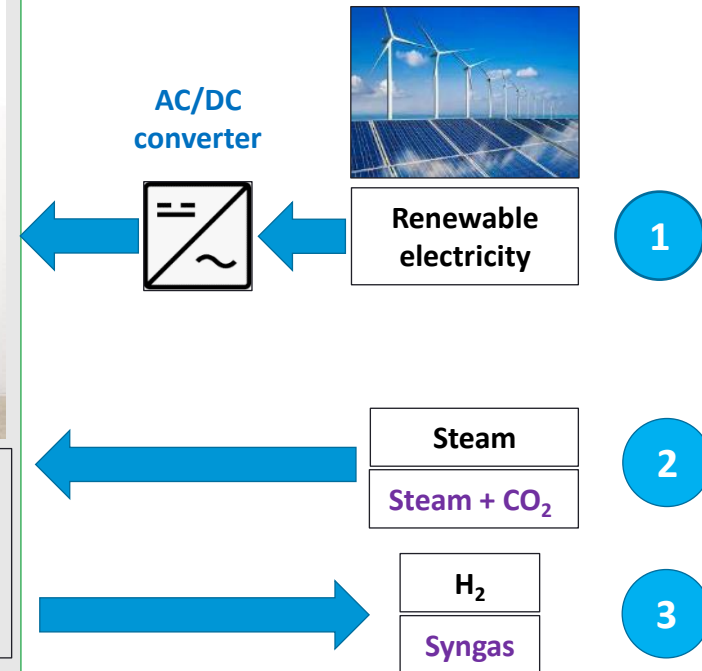 AC/DC
converter
Renewable
electricity
1
Steam
Steam + CO₂
2
H₂
Syngas
3